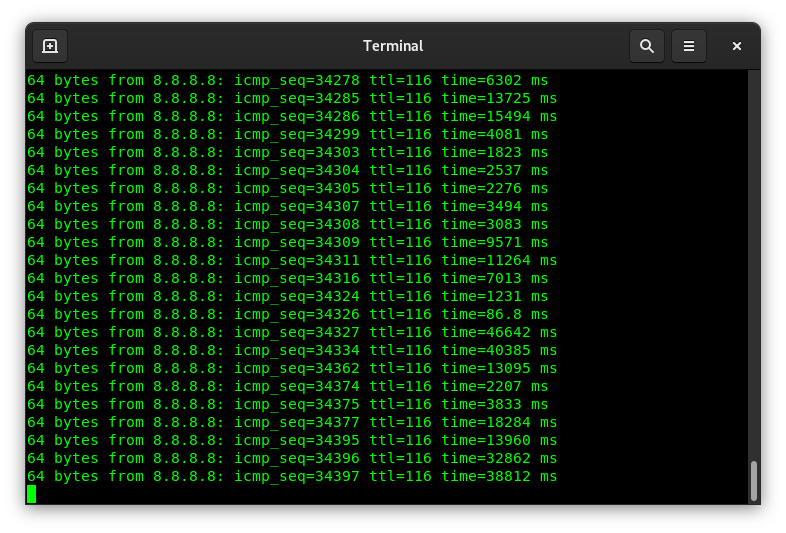 Terminal
64 bytes from 8.8.8.8: icmp_seq=34278 ttl=116 time=6302 ms
64 bytes from 8.8.8.8: icmp_seq=34285 ttl=116 time=13725 ms
64 bytes from 8.8.8.8: icmp_seq=34286 ttl=116 time=15494 ms
64 bytes from 8.8.8.8: icmp_seq=34299 ttl=116 time=4081 ms
64 bytes from 8.8.8.8: icmp_seq=34303 ttl=116 time=1823 ms
64 bytes from 8.8.8.8: icmp_seq=34304 ttl=116 time=2537 ms
64 bytes from 8.8.8.8: icmp_seq=34305 ttl=116 time=2276 ms
64 bytes from 8.8.8.8: icmp_seq=34307 ttl=116 time=3494 ms
64 bytes from 8.8.8.8: icmp_seq=34308 ttl=116 time=3083 ms
64 bytes from 8.8.8.8: icmp_seq=34309 ttl=116 time=9571 ms
64 bytes from 8.8.8.8: icmp_seq=34311 ttl=116 time=11264 ms
64 bytes from 8.8.8.8: icmp_seq=34316 ttl=116 time=7013 ms
64 bytes from 8.8.8.8: icmp_seq=34324 ttl=116 time=1231 ms
64 bytes from 8.8.8.8: icmp_seq=34326 ttl=116 time=86.8 ms
64 bytes from 8.8.8.8: icmp_seq=34327 ttl=116 time=46642 ms
64 bytes from 8.8.8.8: icmp_seq=34334 ttl=116 time=40385 ms
64 bytes from 8.8.8.8: icmp_seq=34362 ttl=116 time=13095 ms
64 bytes from 8.8.8.8: icmp_seq=34374 ttl=116 time=2207 ms
64 bytes from 8.8.8.8: icmp_seq=34375 ttl=116 time=3833 ms
64 bytes from 8.8.8.8: icmp_seq=34377 ttl=116 time=18284 ms
64 bytes from 8.8.8.8: icmp_seq=34395 ttl=116 time=13960 ms
64 bytes from 8.8.8.8: icmp_seq=34396 ttl=116 time=32862 ms
64 bytes from 8.8.8.8: icmp_seq=34397 ttl=116 time=38812 ms